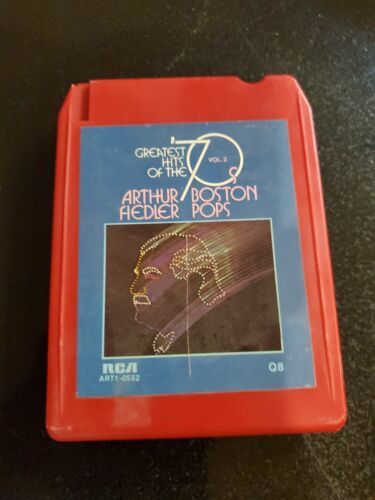 GREATEST
HITS
OF THE
'70s
VOL. 2
ARTHUR BOSTON
FIEDLER POPS
RCA
ART1-0552
Q8